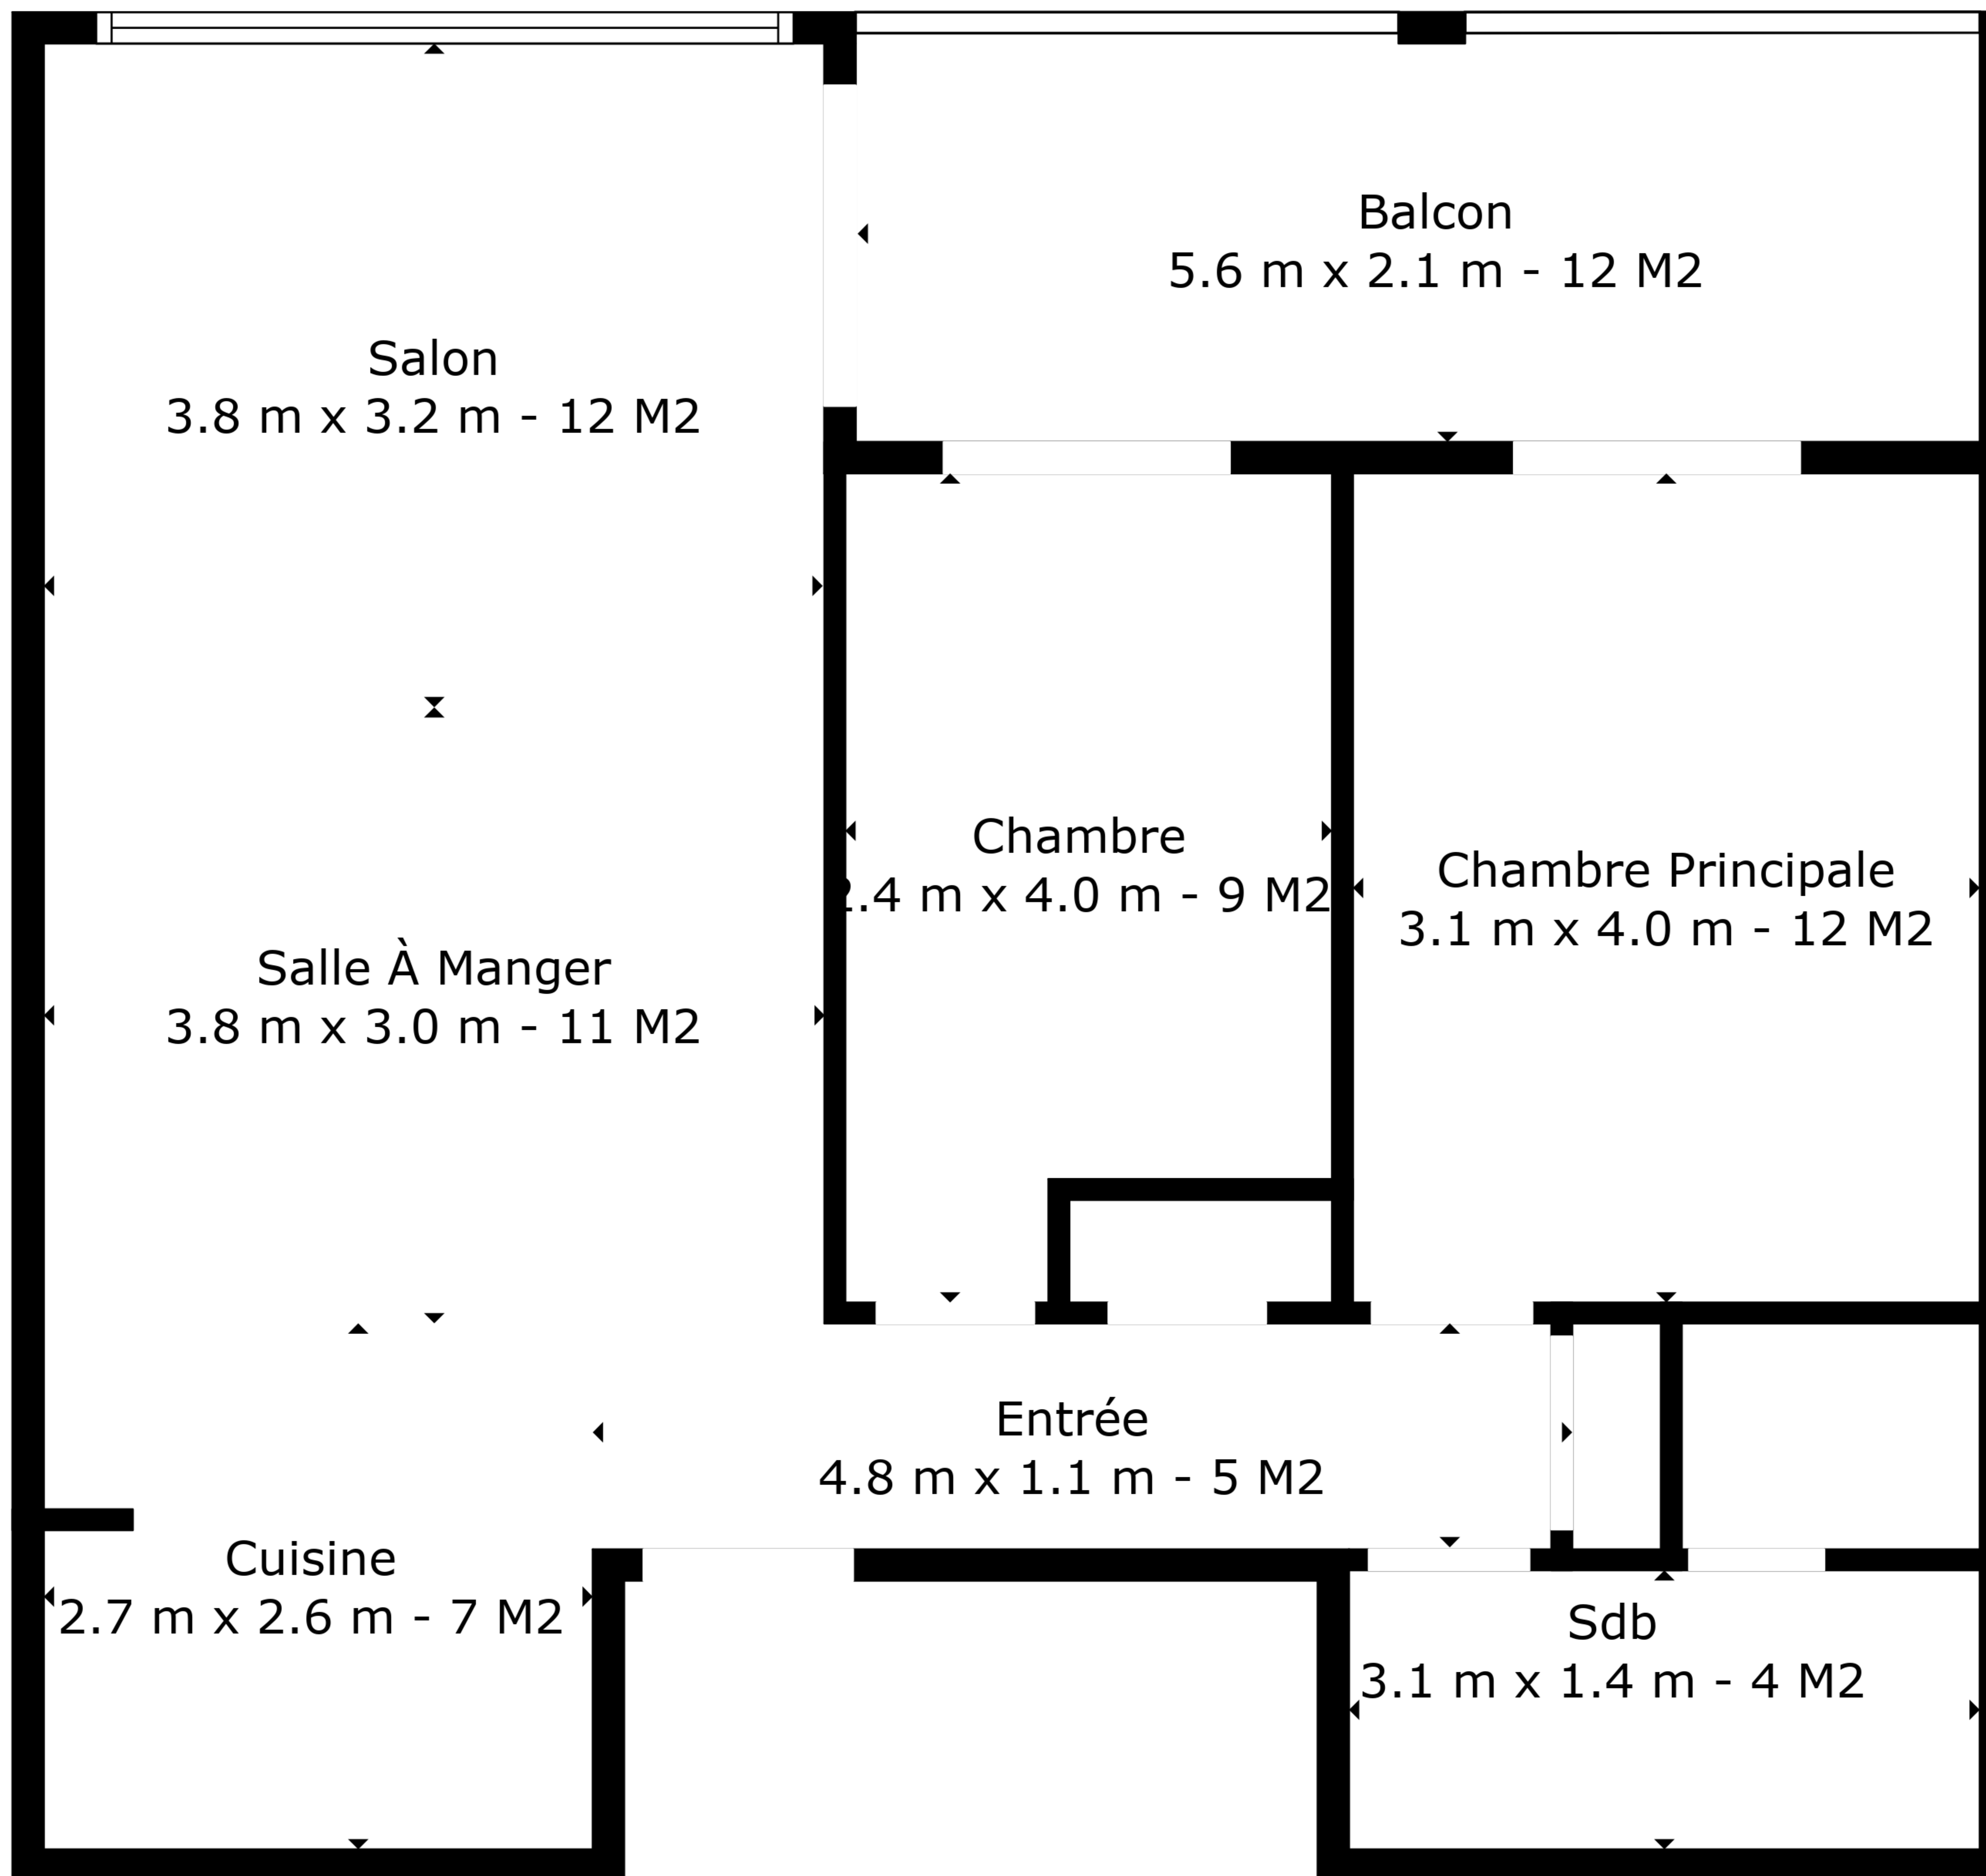 Balcon
5.6 m x 2.1 m - 12 M2
Salon
3.8 m x 3.2 m - 12 M2
Chambre
2.4 m x 4.0 m - 9 M2
Chambre Principale
3.1 m x 4.0 m - 12 M2
Salle À Manger
3.8 m x 3.0 m - 11 M2
Entrée
4.8 m x 1.1 m - 5 M2
Cuisine
2.7 m x 2.6 m - 7 M2
Sdb
3.1 m x 1.4 m - 4 M2